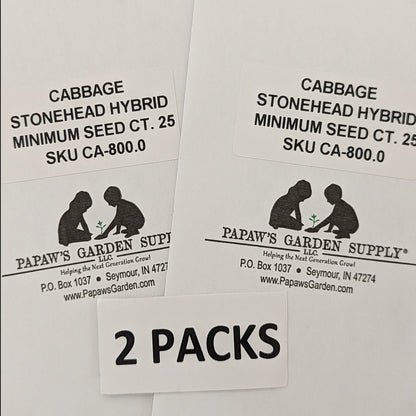 CABBAGE
STONEHEAD HYBRID
MINIMUM SEED CT. 25
SKU CA-800.0
PAPAW'S GARDEN SUPPLY
LLC.
Helping the Next Generation Grow!
P.O. Box 1037 • Seymour, IN 472
www.PapawsGarden.com
CABBAGE
STONEHEAD HYBRID
MINIMUM SEED CT. 25
SKU CA-800.0
PAPAW'S GARDEN SUPPLY®
LLC.
Helping the Next Generation Grow!
P.O. Box 1037 • Seymour, IN 47274
www.PapawsGarden.com
2 PACKS